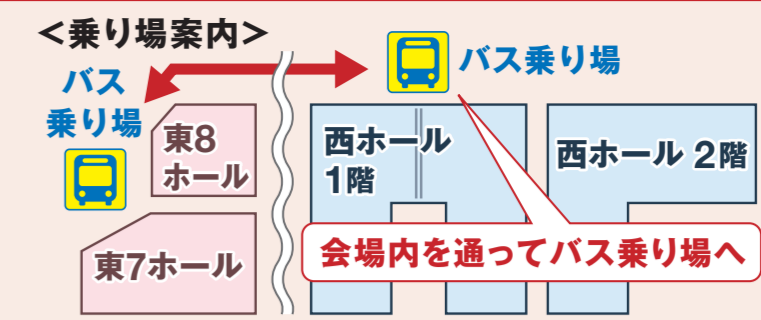 <乗り場案内>
バス
乗り場
バス乗り場
東8
ホール
西ホール
1階
西ホール 2階
東7ホール
会場内を通ってバス乗り場へ